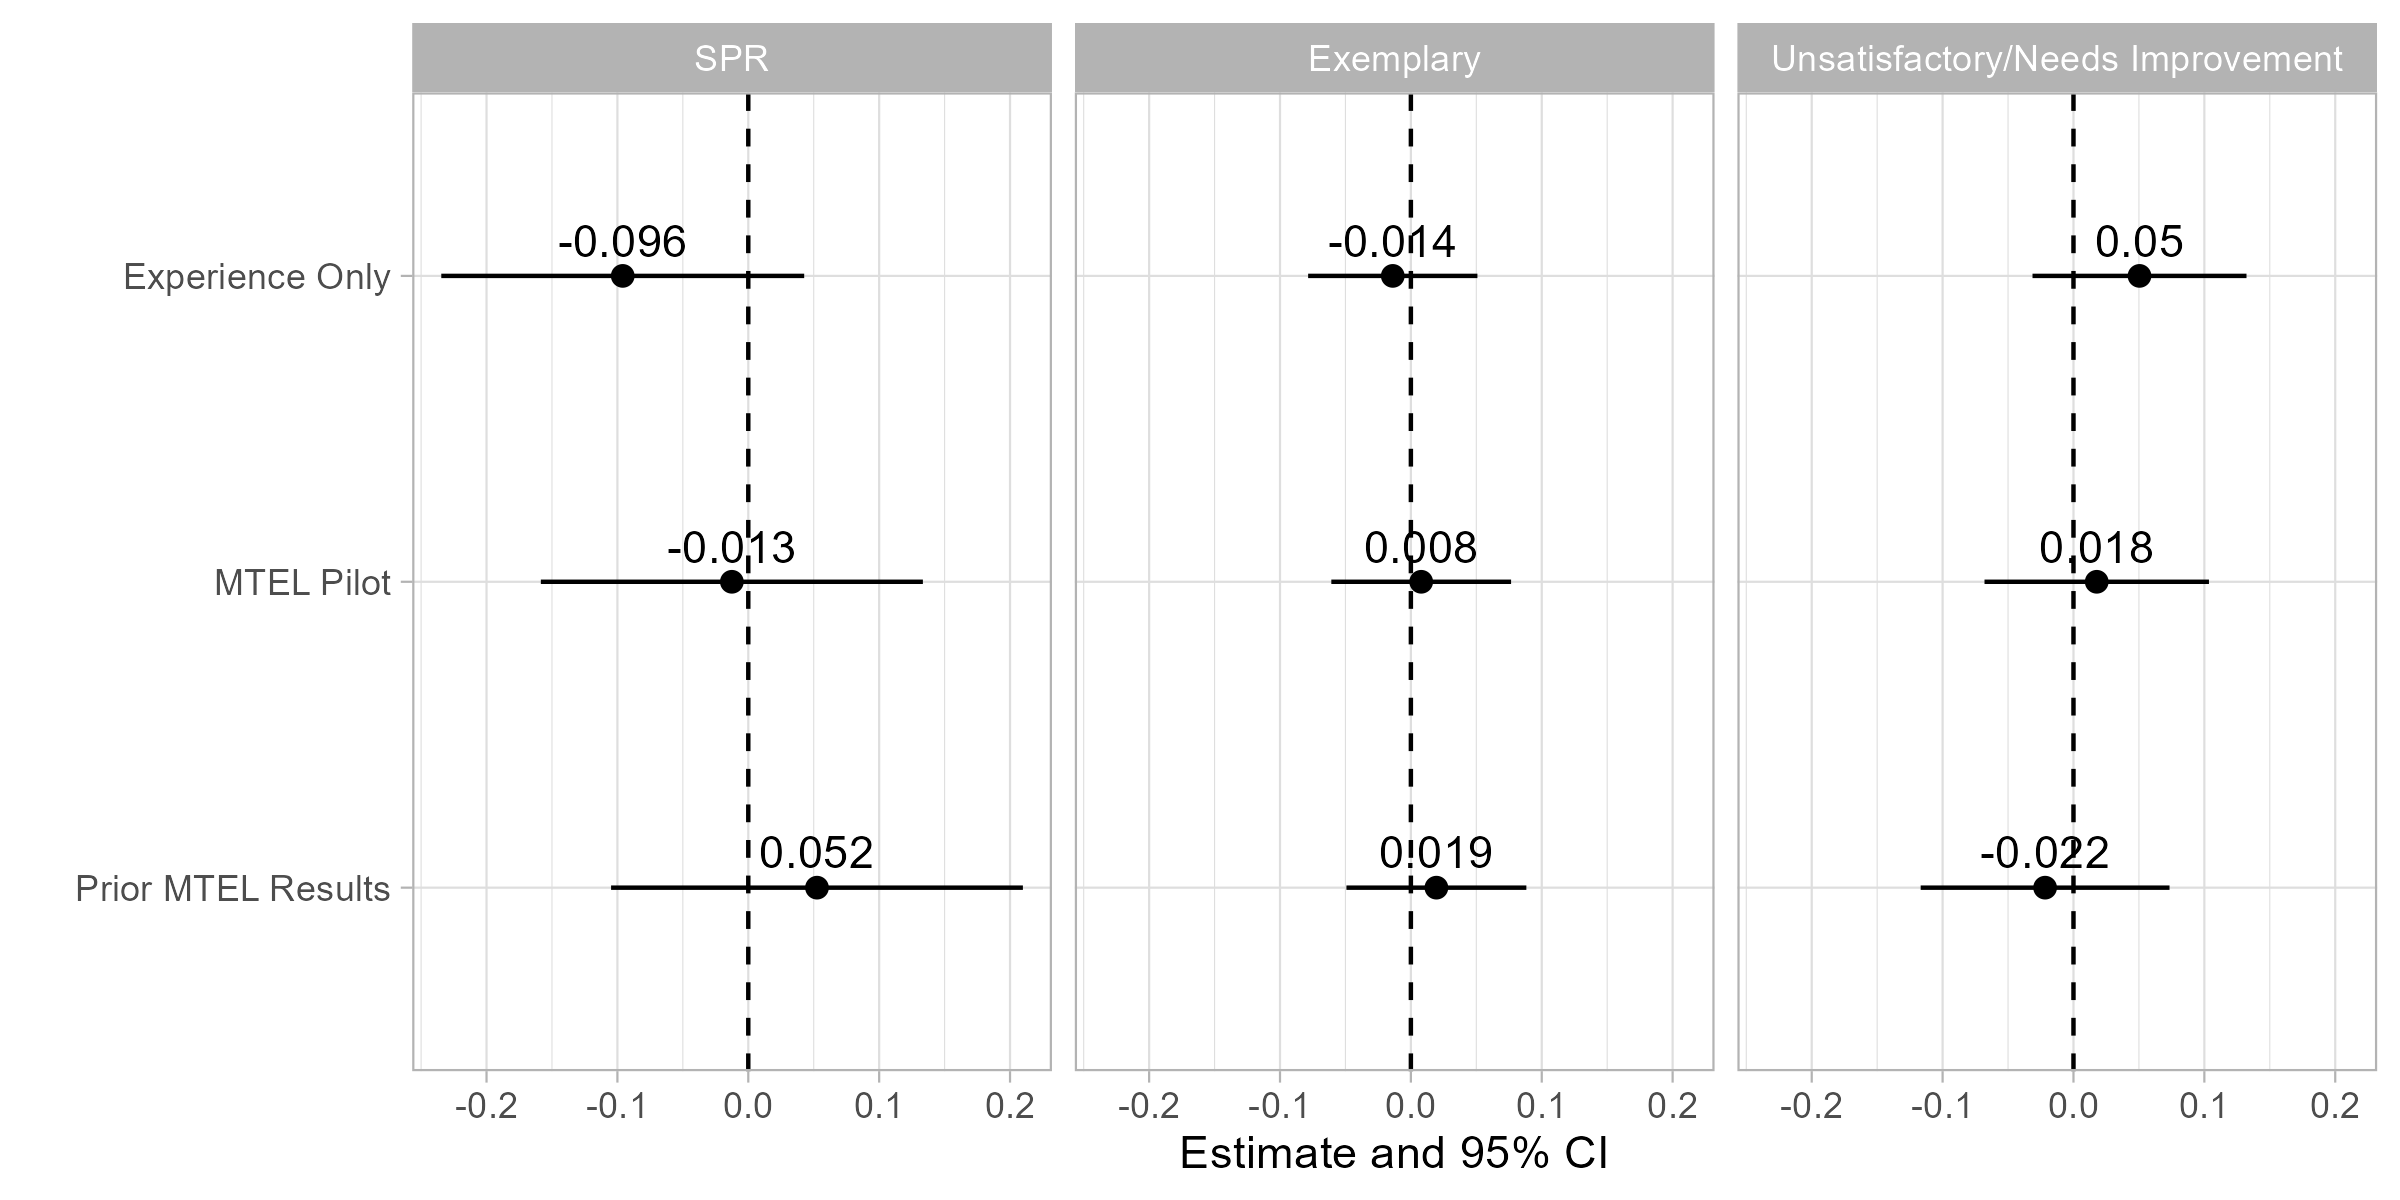 SPR Exemplary Unsatisfactory/Needs Improvement
Experience Only -0.096 -0.014 0.05
MTEL Pilot -0.013 0.008 0.018
Prior MTEL Results 0.052 0.019 -0.022
-0.2 -0.1 0.0 0.1 0.2 -0.2 -0.1 0.0 0.1 0.2 -0.2 -0.1 0.0 0.1 0.2
Estimate and 95% CI